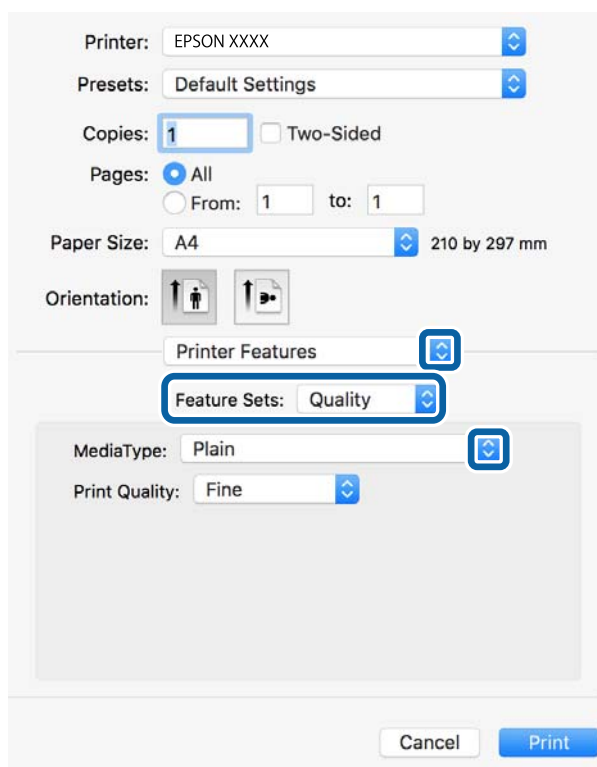 Printer: EPSON XXXX
Presets: Default Settings
Copies: 1 Two-Sided
Pages: All
From: 1 to: 1
Paper Size: A4 210 by 297 mm
Orientation:
Printer Features
Feature Sets: Quality
MediaType: Plain
Print Quality: Fine
Cancel Print